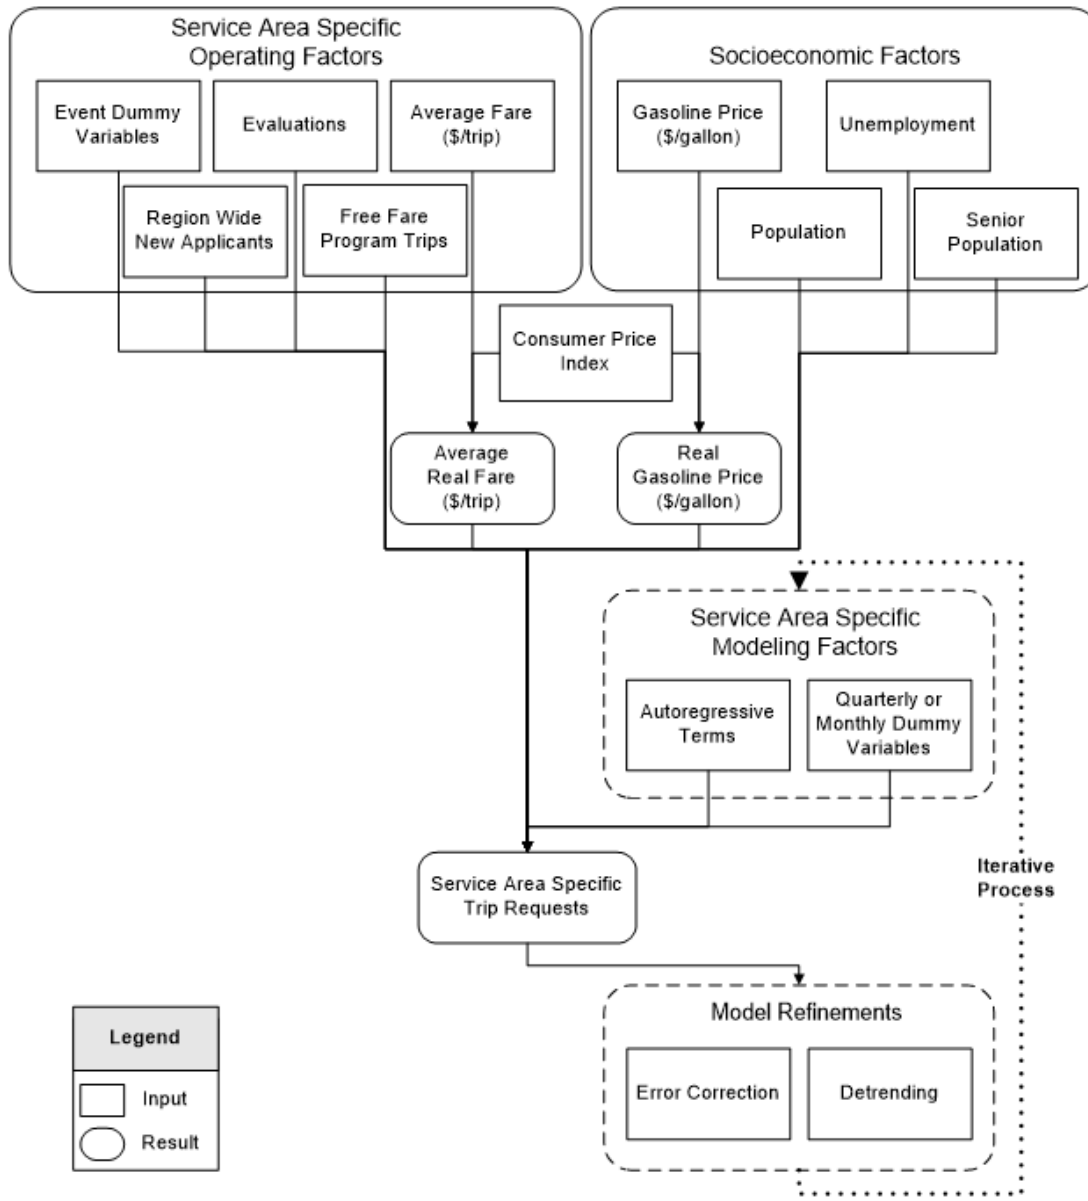 Service Area Specific
Operating Factors
Event Dummy
Variables
Evaluations
Average Fare
($/trip)
Region Wide
New Applicants
Free Fare
Program Trips
Socioeconomic Factors
Gasoline Price
($/gallon)
Unemployment
Population
Senior
Population
Consumer Price
Index
Average
Real Fare
($/trip)
Real
Gasoline Price
($/gallon)
Service Area Specific
Modeling Factors
Autoregressive
Terms
Quarterly or
Monthly Dummy
Variables
Iterative
Process
Service Area Specific
Trip Requests
Model Refinements
Error Correction
Detrending
Legend
Input
Result